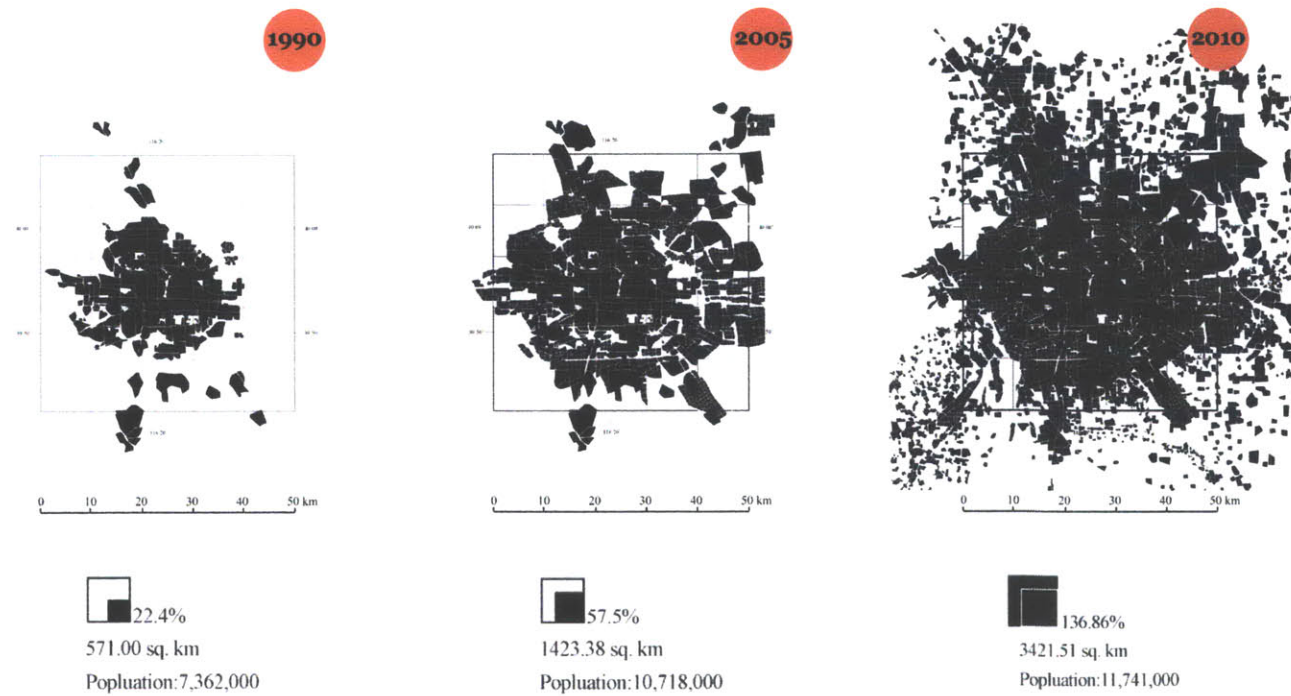 1990
2005
2010
0 10 20 30 40 50 km
0 10 20 30 40 50 km
0 10 20 30 40 50 km
22.4%
571.00 sq. km
Popluation:7,362,000
57.5%
1423.38 sq. km
Popluation:10,718,000
136.86%
3421.51 sq. km
Popluation:11,741,000